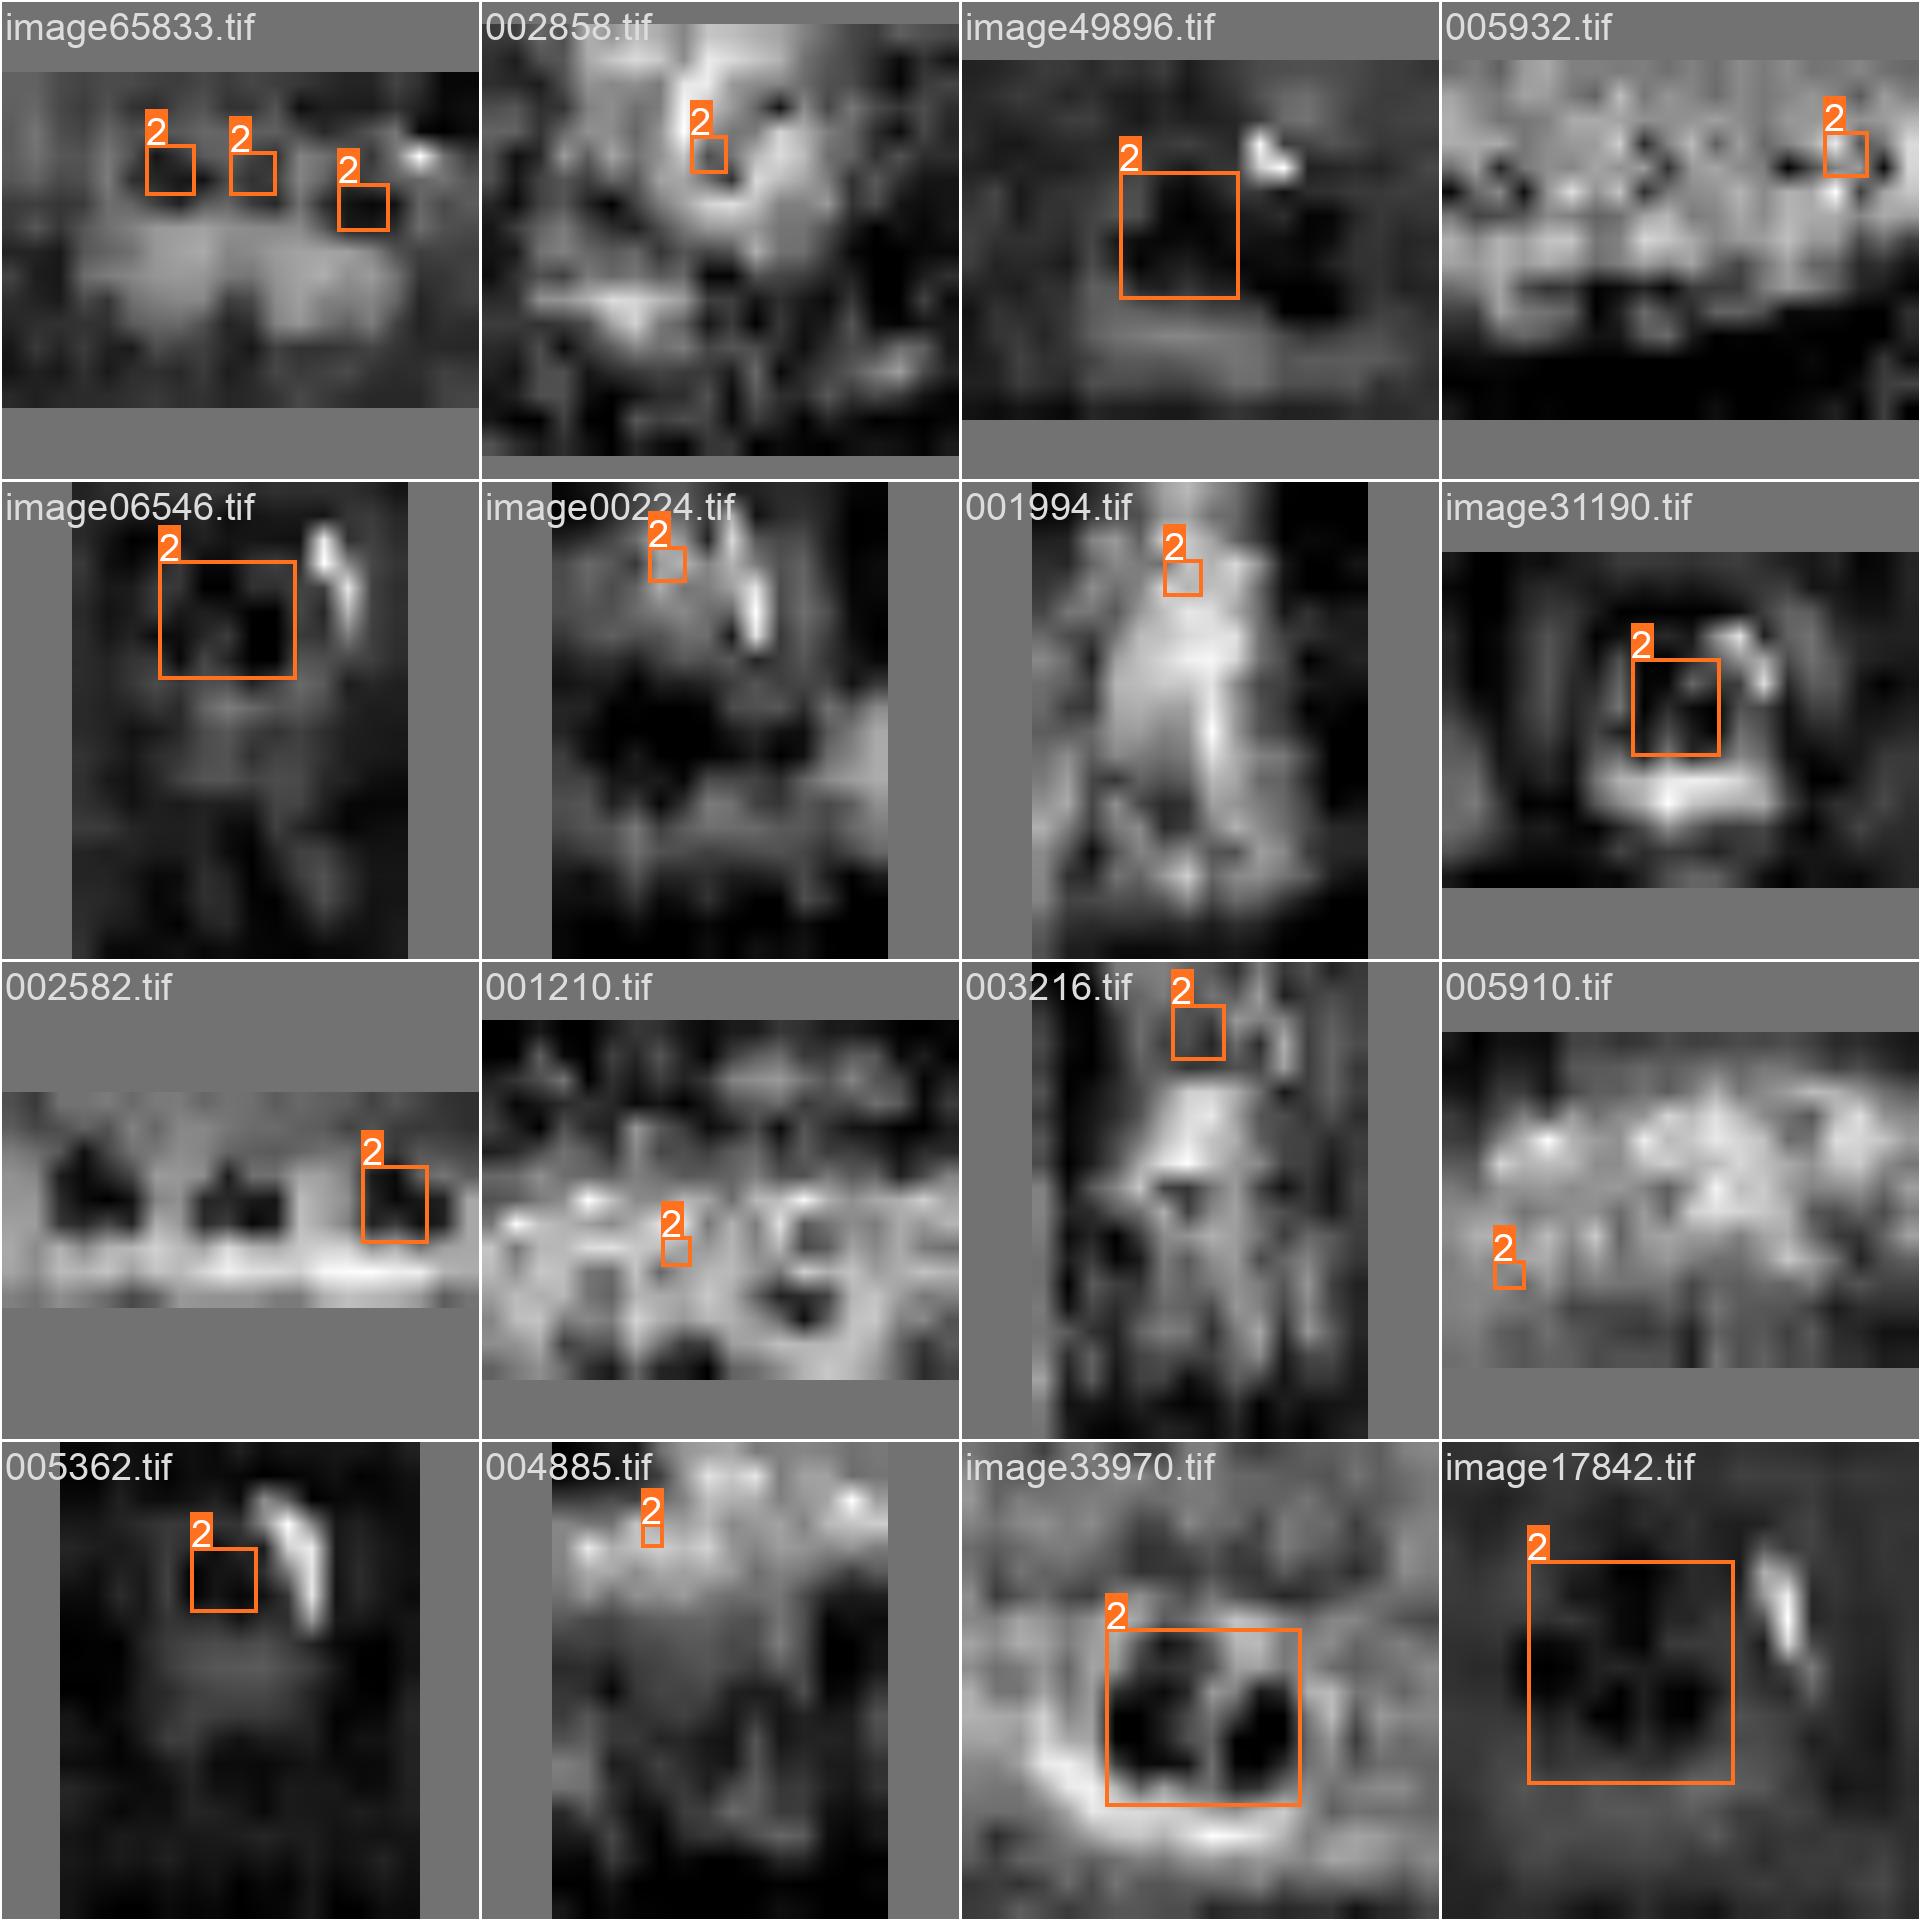 image65833.tif
002858.tif
image49896.tif
005932.tif
2
2
2
2
2
2
image06546.tif
image00224.tif
001994.tif
image31190.tif
2
2
2
2
002582.tif
001210.tif
003216.tif
005910.tif
2
2
2
2
005362.tif
004885.tif
image33970.tif
image17842.tif
2
2
2
2